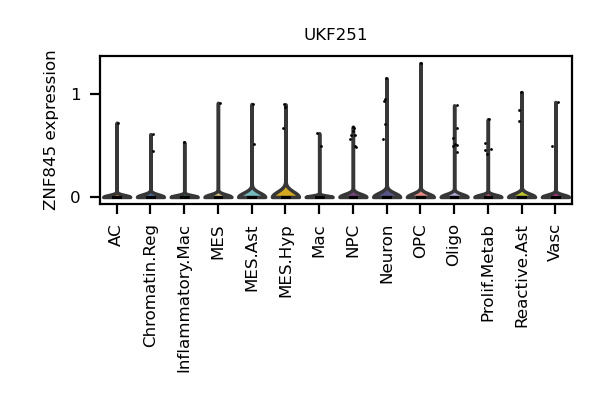 UKF251
ZNF845 expression
1
0
AC
Chromatin.Reg
Inflammatory.Mac
MES
MES.Ast
MES.Hyp
Mac
NPC
Neuron
OPC
Oligo
Prolif.Metab
Reactive.Ast
Vasc